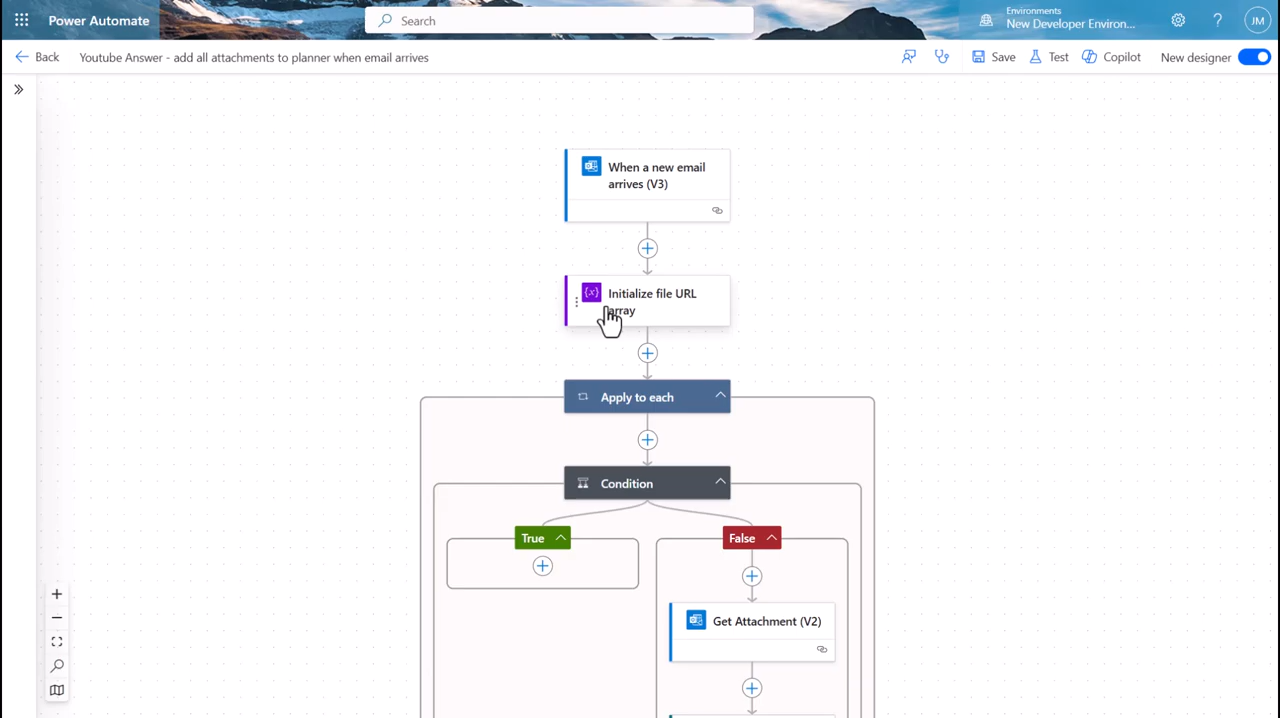 Power Automate
Search
Environments
New Developer Environ...
?
JM
Back
Youtube Answer - add all attachments to planner when email arrives
Save
Test
Copilot
New designer
When a new email
arrives (V3)
{x}
Initialize file URL
array
Apply to each
Condition
True
False
Get Attachment (V2)